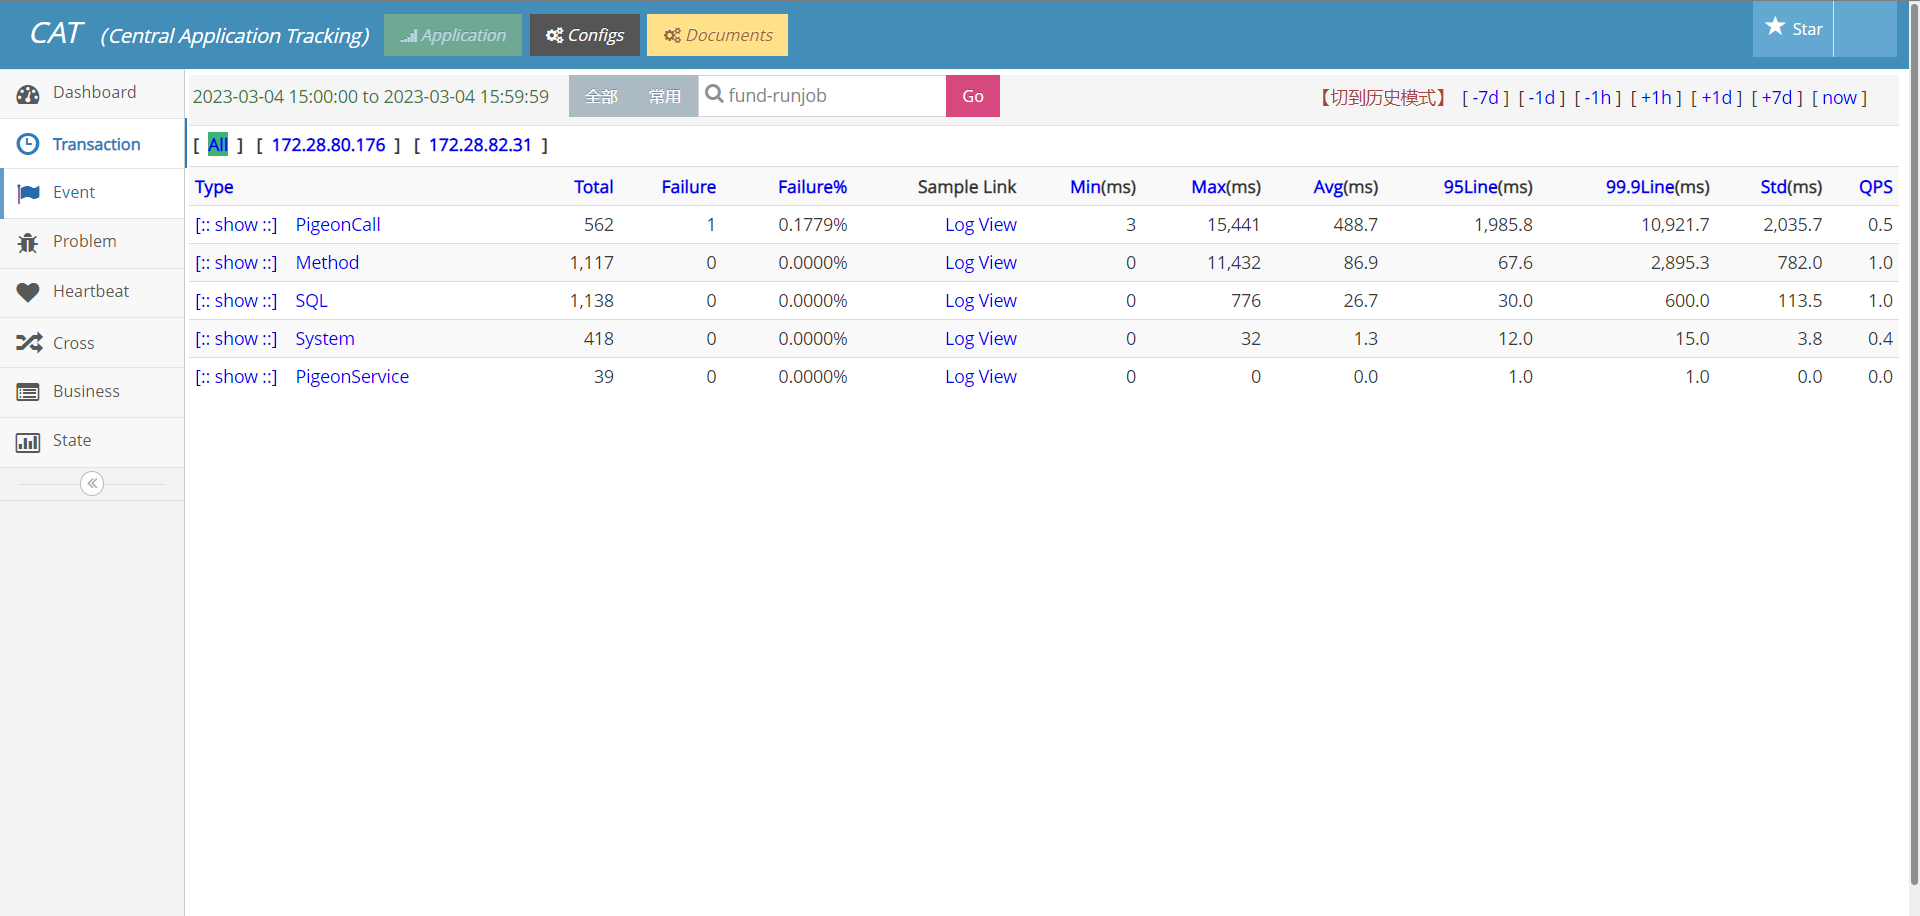 CAT (Central Application Tracking) Application Configs Documents Star
Dashboard
Transaction
Event
Problem
Heartbeat
Cross
Business
State
2023-03-04 15:00:00 to 2023-03-04 15:59:59 全部 常用 fund-runjob Go 【切到历史模式】 [ -7d ] [ -1d ] [ -1h ] [ +1h ] [ +1d ] [ +7d ] [ now ]
[ All ] [ 172.28.80.176 ] [ 172.28.82.31 ]
Type Total Failure Failure% Sample Link Min(ms) Max(ms) Avg(ms) 95Line(ms) 99.9Line(ms) Std(ms) QPS
[:: show ::] PigeonCall 562 1 0.1779% Log View 3 15,441 488.7 1,985.8 10,921.7 2,035.7 0.5
[:: show ::] Method 1,117 0 0.0000% Log View 0 11,432 86.9 67.6 2,895.3 782.0 1.0
[:: show ::] SQL 1,138 0 0.0000% Log View 0 776 26.7 30.0 600.0 113.5 1.0
[:: show ::] System 418 0 0.0000% Log View 0 32 1.3 12.0 15.0 3.8 0.4
[:: show ::] PigeonService 39 0 0.0000% Log View 0 0 0.0 1.0 1.0 0.0 0.0